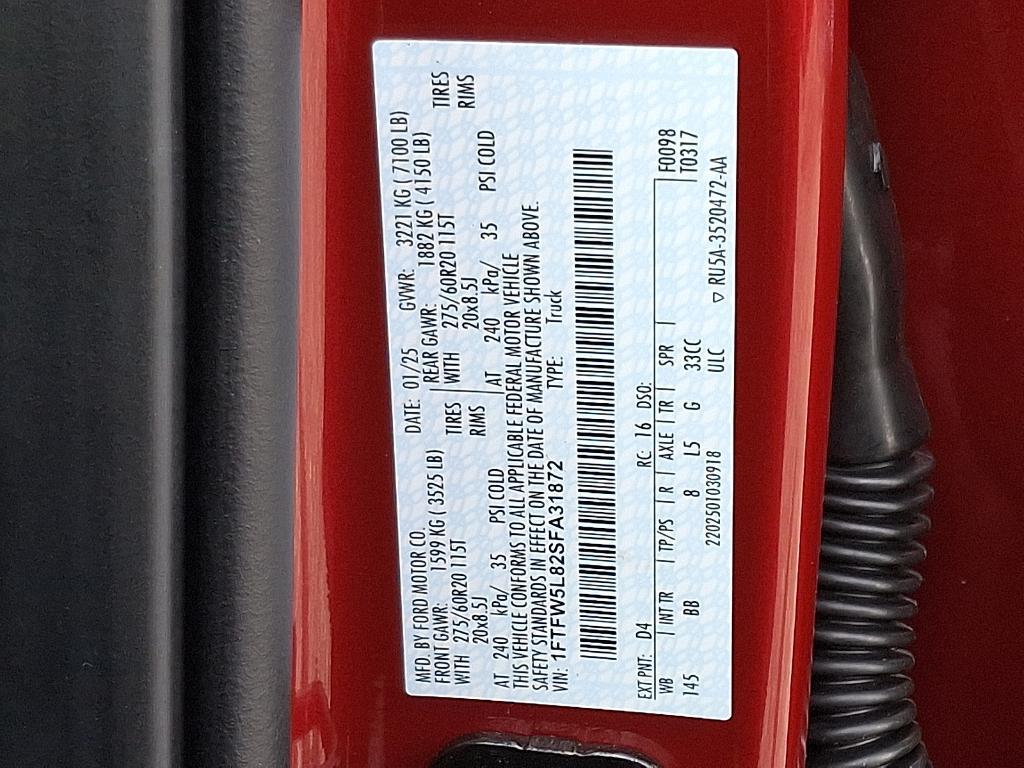 MFD. BY FORD MOTOR CO. DATE: 01/25 GVWR: 3221 KG ( 7100 LB)
FRONT GAWR: 1599 KG ( 3525 LB) REAR GAWR: 1882 KG ( 4150 LB)
WITH 275/60R20 115T TIRES WITH 275/60R20 115T TIRES
20x8.5J RIMS 20x8.5J RIMS
AT 240 kPa/ 35 PSI COLD AT 240 kPa/ 35 PSI COLD
THIS VEHICLE CONFORMS TO ALL APPLICABLE FEDERAL MOTOR VEHICLE
SAFETY STANDARDS IN EFFECT ON THE DATE OF MANUFACTURE SHOWN ABOVE.
VIN: 1FTFW5L82SFA31872 TYPE: Truck
EXT PNT: D4 RC: 16 DSO:
WB | INT TR | TP/PS | R | AXLE | TR | SPR | F0098
145 BB 8 L5 G 33CC T0317
ULC
2202501030918 ▽ RU5A-3520472-AA